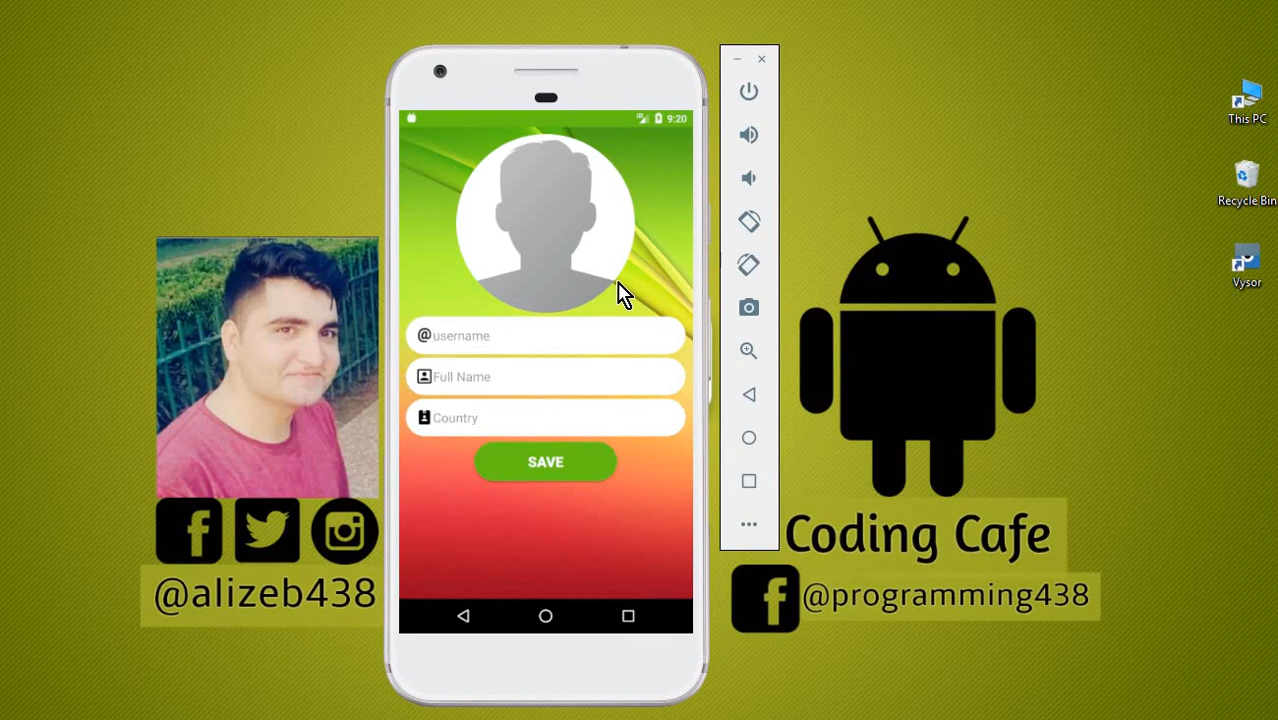 9:20
@username
Full Name
Country
SAVE
@alizeb438
Coding Cafe
@programming438
This PC
Recycle Bin
Vysor